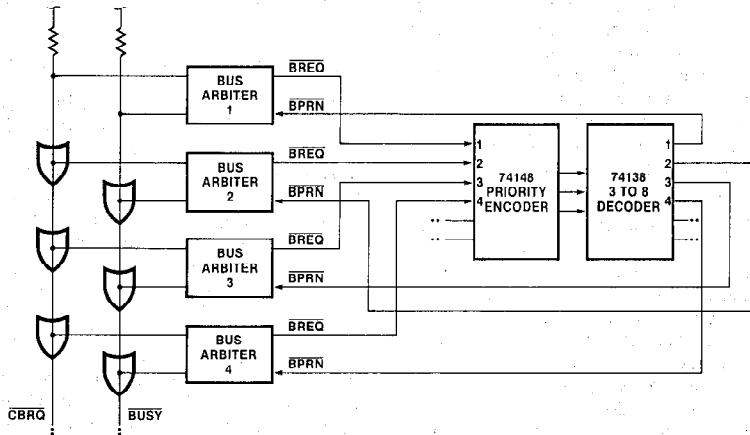 BUS ARBITER 1
BREQ
BPRN
BUS ARBITER 2
BREQ
BPRN
BUS ARBITER 3
BREQ
BPRN
BUS ARBITER 4
BREQ
BPRN
1
2
3
4
74148
PRIORITY
ENCODER
74138
3 TO 8
DECODER
1
2
3
4
CBRQ
BUSY